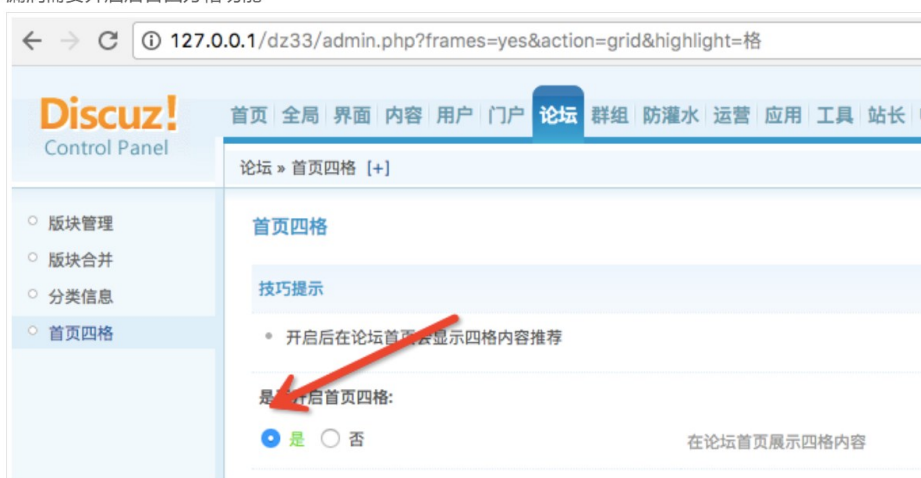 127.0.0.1/dz33/admin.php?frames=yes&action=grid&highlight=格
Discuz!
Control Panel
首页 全局 界面 内容 用户 门户 论坛 群组 防灌水 运营 应用 工具 站长
论坛 » 首页四格 [+]
版块管理
版块合并
分类信息
首页四格
首页四格
技巧提示
开启后在论坛首页会显示四格内容推荐
是否开启首页四格:
是 否
在论坛首页展示四格内容